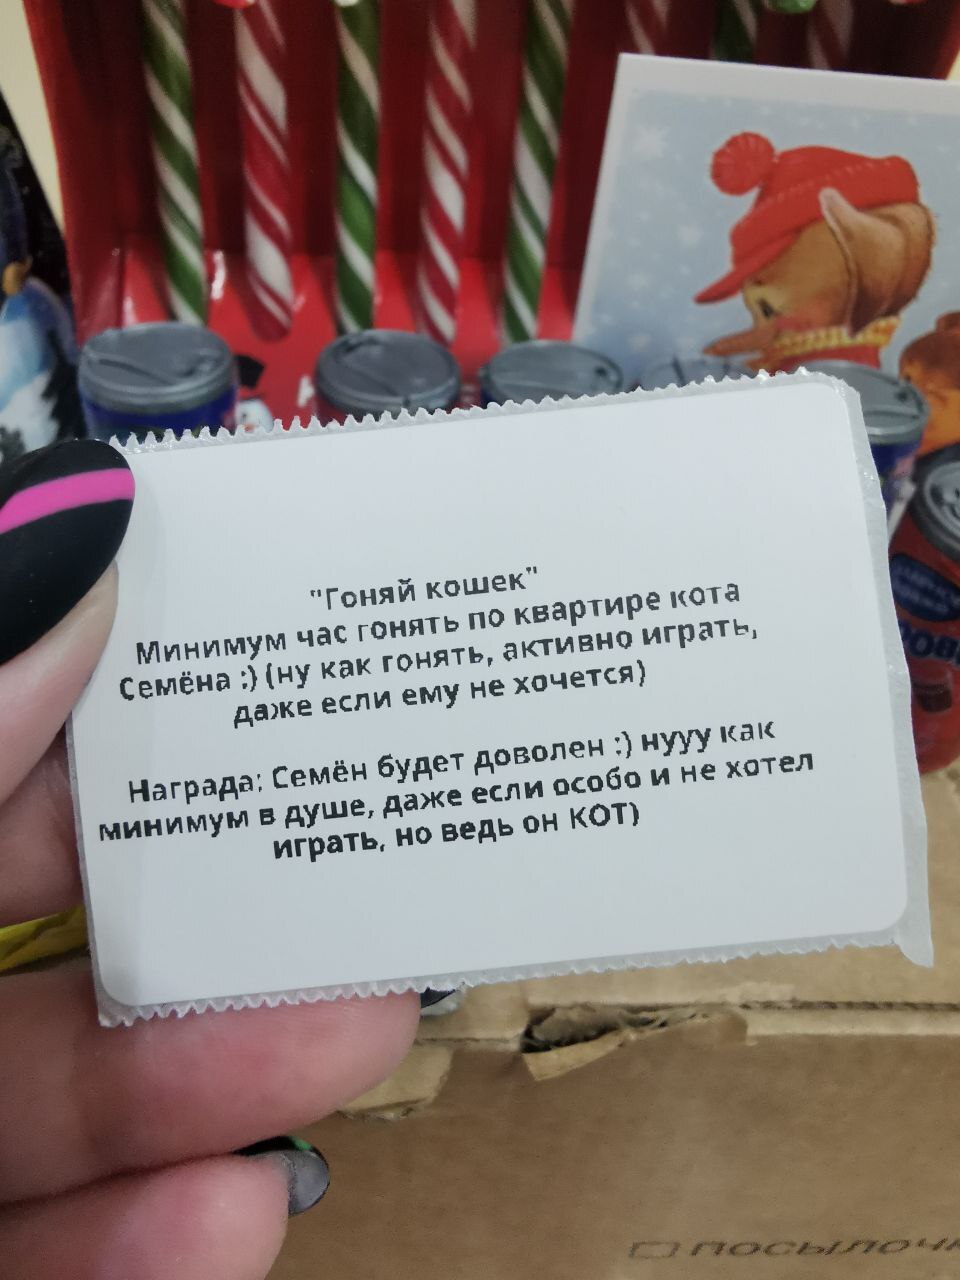 "Гоняй кошек"
Минимум час гонять по квартире кота
Семёна :) (ну как гонять, активно играть,
даже если ему не хочется)
Награда: Семён будет доволен :) нууу как
минимум в душе, даже если особо и не хотел
играть, но ведь он КОТ)
ПОСЫЛОЧК